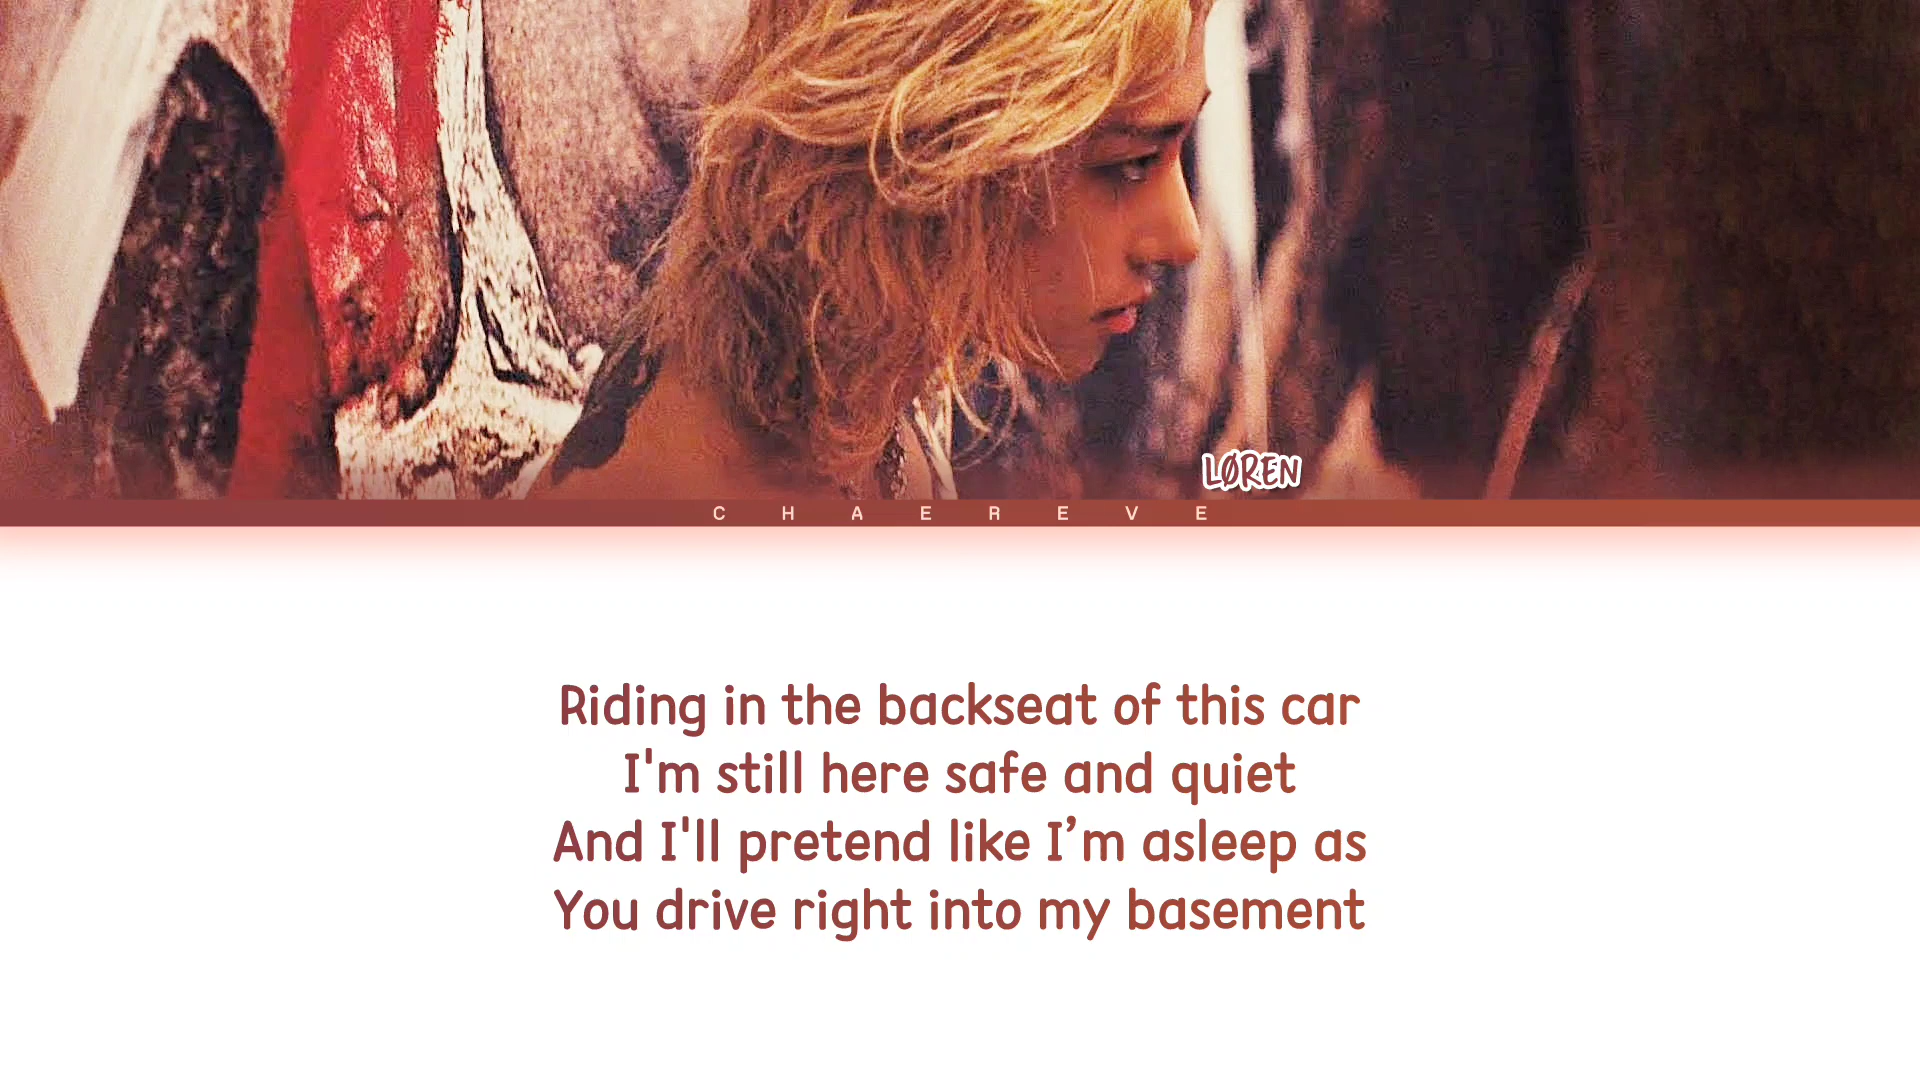 LØREN
CHAEREVE
Riding in the backseat of this car
I'm still here safe and quiet
And I'll pretend like I’m asleep as
You drive right into my basement